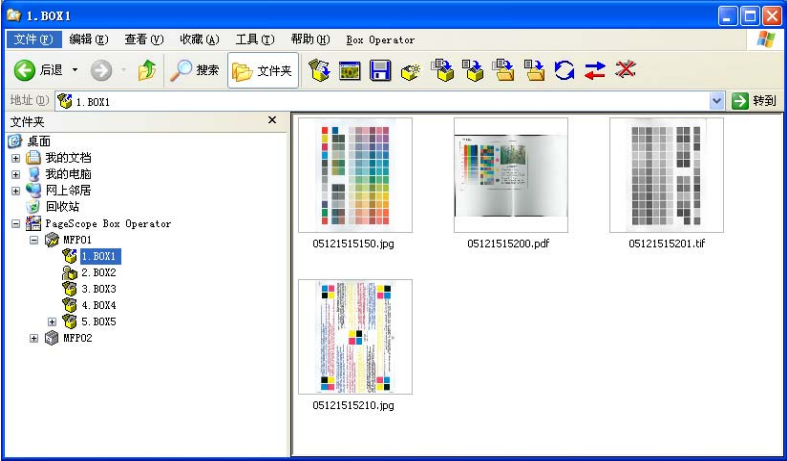 1. BOX1
文件(F) 编辑(E) 查看(V) 收藏(A) 工具(T) 帮助(H) Box Operator
后退 搜索 文件夹
地址(D) 1. BOX1 转到
文件夹 ×
桌面
我的文档
我的电脑
网上邻居
回收站
PageScope Box Operator
MFP01
1. BOX1
2. BOX2
3. BOX3
4. BOX4
5. BOX5
MFP02
05121515150.jpg 05121515200.pdf 05121515201.tif
05121515210.jpg